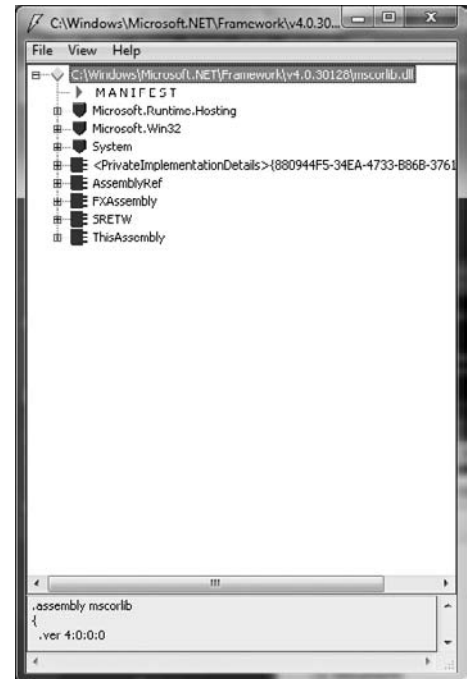 C:\Windows\Microsoft.NET\Framework\v4.0.30...
File View Help
C:\Windows\Microsoft.NET\Framework\v4.0.30128\mscorlib.dll
MANIFEST
Microsoft.Runtime.Hosting
Microsoft.Win32
System
<PrivateImplementationDetails>{880944F5-34EA-4733-B86B-3761
AssemblyRef
FXAssembly
SRETW
ThisAssembly
.assembly mscorlib
{
.ver 4:0:0:0